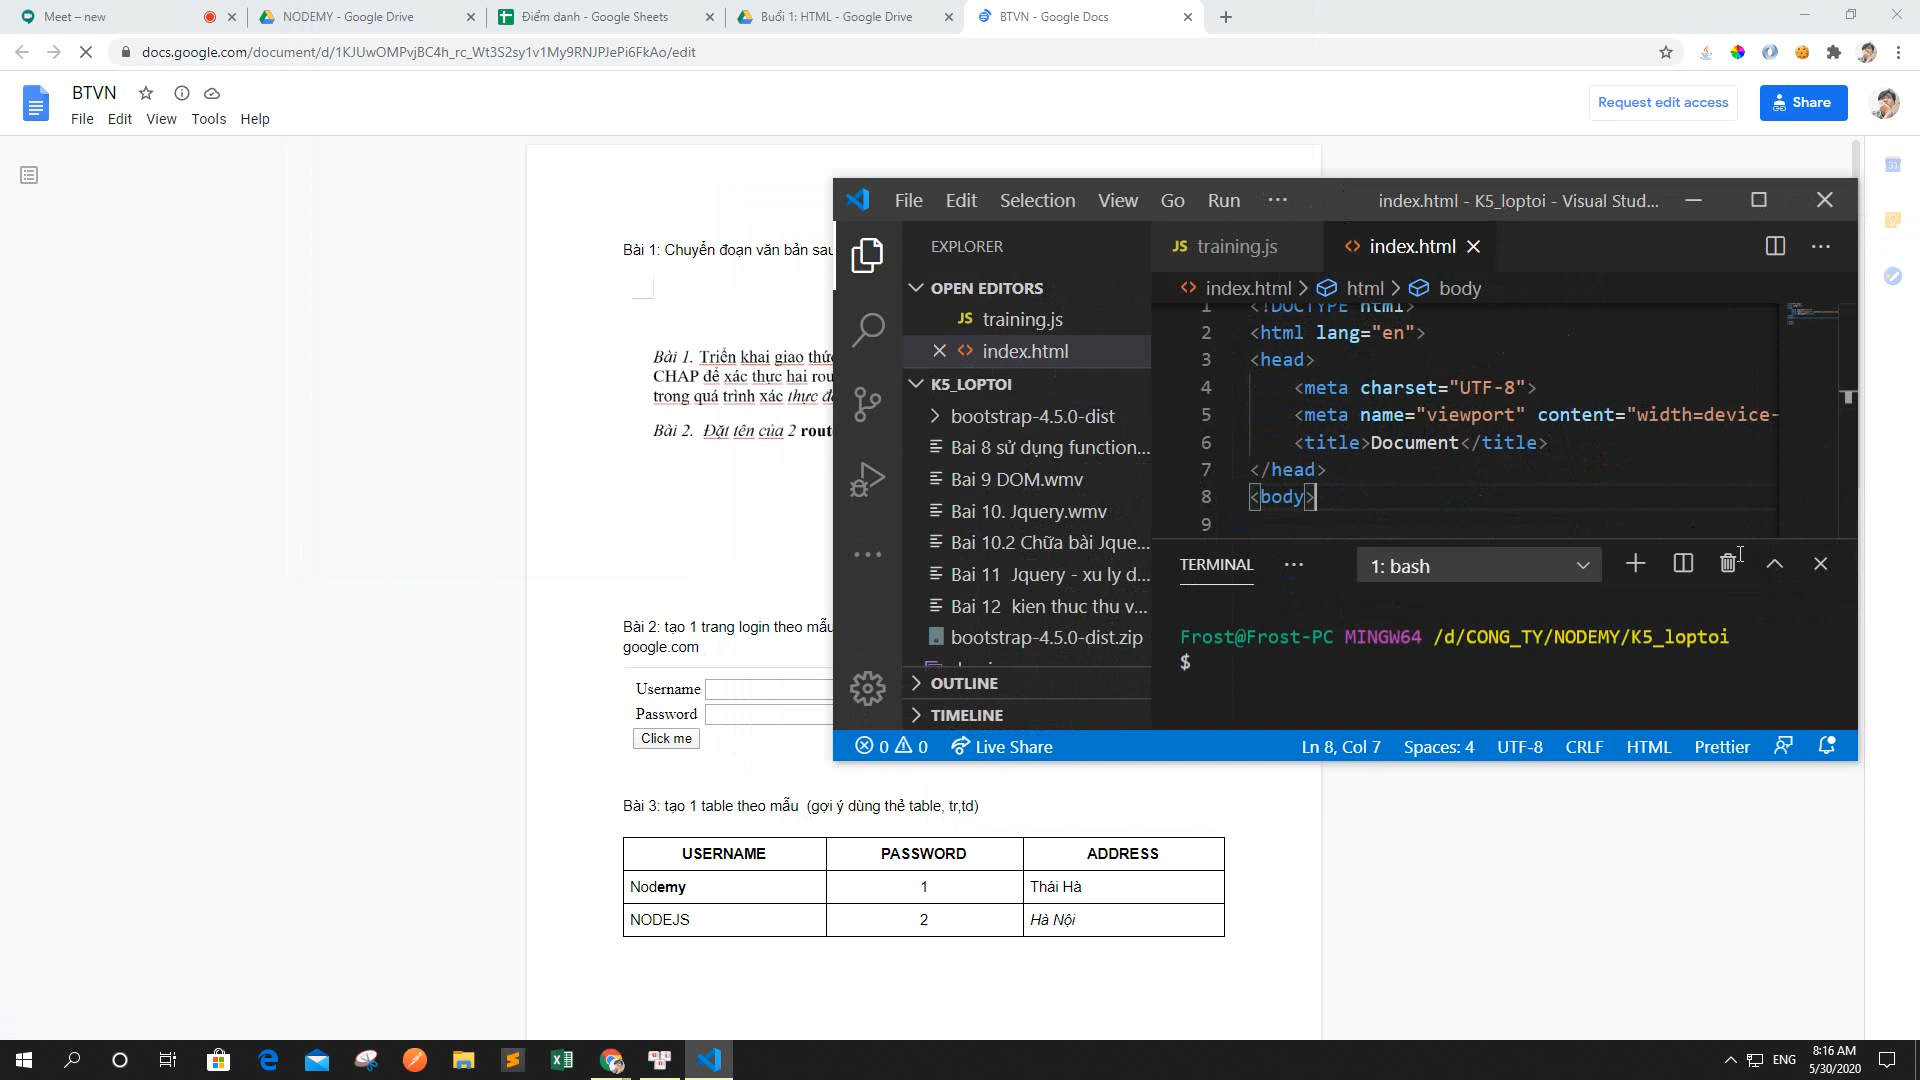 Meet – new
NODEMY - Google Drive
Điểm danh - Google Sheets
Buổi 1: HTML - Google Drive
BTVN - Google Docs
docs.google.com/document/d/1KJUwOMPvjBC4h_rc_Wt3S2sy1v1My9RNJPJePi6FkAo/edit
BTVN
File Edit View Tools Help
Request edit access
Share
Bài 1: Chuyển đoạn văn bản sau
Bài 1. Triển khai giao thức
CHAP để xác thực hai rou
trong quá trình xác thực đ
Bài 2. Đặt tên của 2 rout
Bài 2: tạo 1 trang login theo mẫu
google.com
Username
Password
Click me
Bài 3: tạo 1 table theo mẫu (gợi ý dùng thẻ table, tr,td)
USERNAME PASSWORD ADDRESS
Nodemy 1 Thái Hà
NODEJS 2 Hà Nội
File Edit Selection View Go Run ···
index.html - K5_loptoi - Visual Stud...
EXPLORER
OPEN EDITORS
JS training.js
index.html
K5_LOPTOI
bootstrap-4.5.0-dist
Bai 8 sử dụng function...
Bai 9 DOM.wmv
Bai 10. Jquery.wmv
Bai 10.2 Chữa bài Jque...
Bai 11 Jquery - xu ly d...
Bai 12 kien thuc thu v...
bootstrap-4.5.0-dist.zip
OUTLINE
TIMELINE
JS training.js
index.html
index.html > html > body
1 <!DOCTYPE html>
2 <html lang="en">
3 <head>
4 <meta charset="UTF-8">
5 <meta name="viewport" content="width=device-
6 <title>Document</title>
7 </head>
8 <body>
9
TERMINAL ···
1: bash
Frost@Frost-PC MINGW64 /d/CONG_TY/NODEMY/K5_loptoi
$
0 0 Live Share
Ln 8, Col 7 Spaces: 4 UTF-8 CRLF HTML Prettier
31
ENG
8:16 AM
5/30/2020